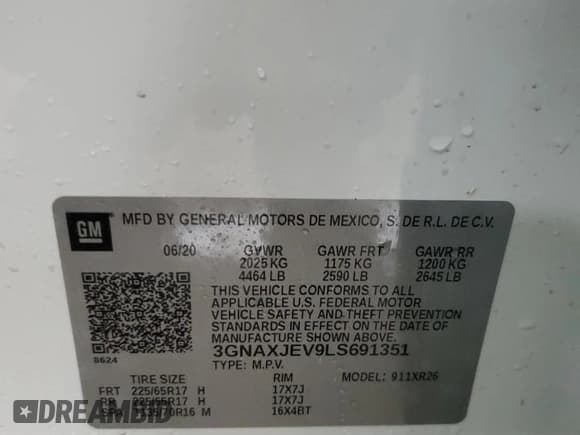 GM
MFD BY GENERAL MOTORS DE MEXICO, S. DE R.L. DE C.V.
06/20 GVWR GAWR FRT GAWR RR
2025 KG 1175 KG 1200 KG
4464 LB 2590 LB 2645 LB
THIS VEHICLE CONFORMS TO ALL
APPLICABLE U.S. FEDERAL MOTOR
VEHICLE SAFETY AND THEFT PREVENTION
STANDARDS IN EFFECT ON THE DATE OF
MANUFACTURE SHOWN ABOVE.
8624
3GNAXJEV9LS691351
TYPE: M.P.V.
TIRE SIZE RIM MODEL: 911XR26
FRT 225/65R17 H 17X7J
RR 225/65R17 H 17X7J
SPA T135/70R16 M 16X4BT
DREAMBID